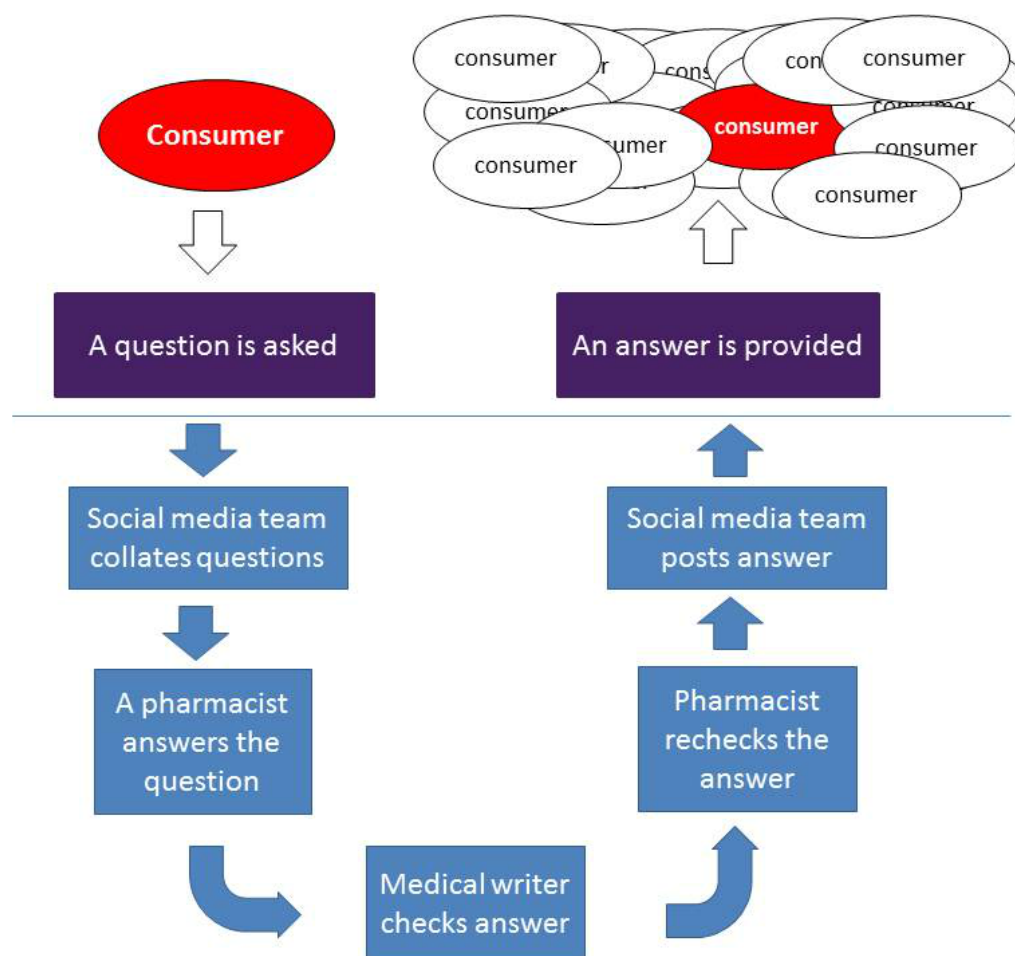 Consumer
consumer
consumer
consumer
consumer
consumer
consumer
consumer
consumer
A question is asked
An answer is provided
Social media team
collates questions
Social media team
posts answer
A pharmacist
answers the
question
Pharmacist
rechecks the
answer
Medical writer
checks answer